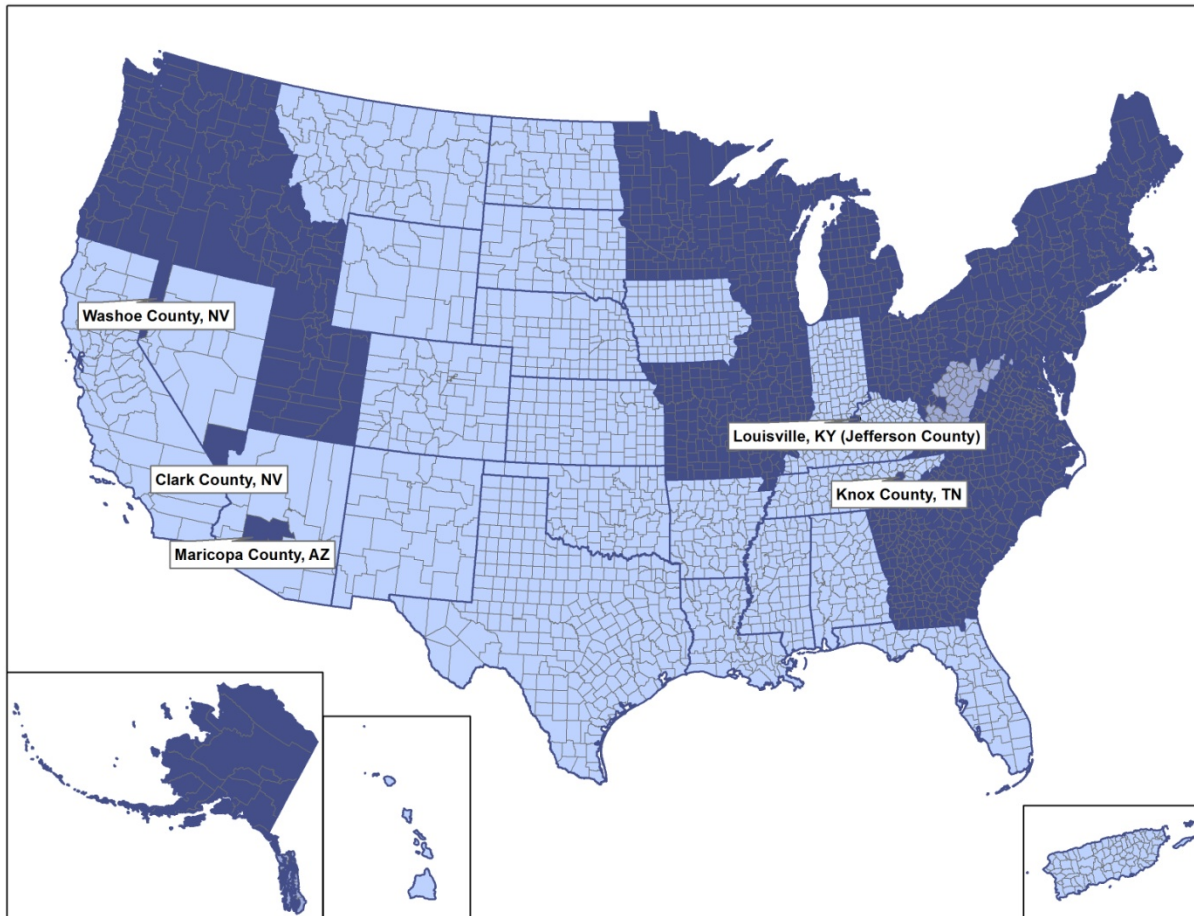 Washoe County, NV
Louisville, KY (Jefferson County)
Clark County, NV
Knox County, TN
Maricopa County, AZ